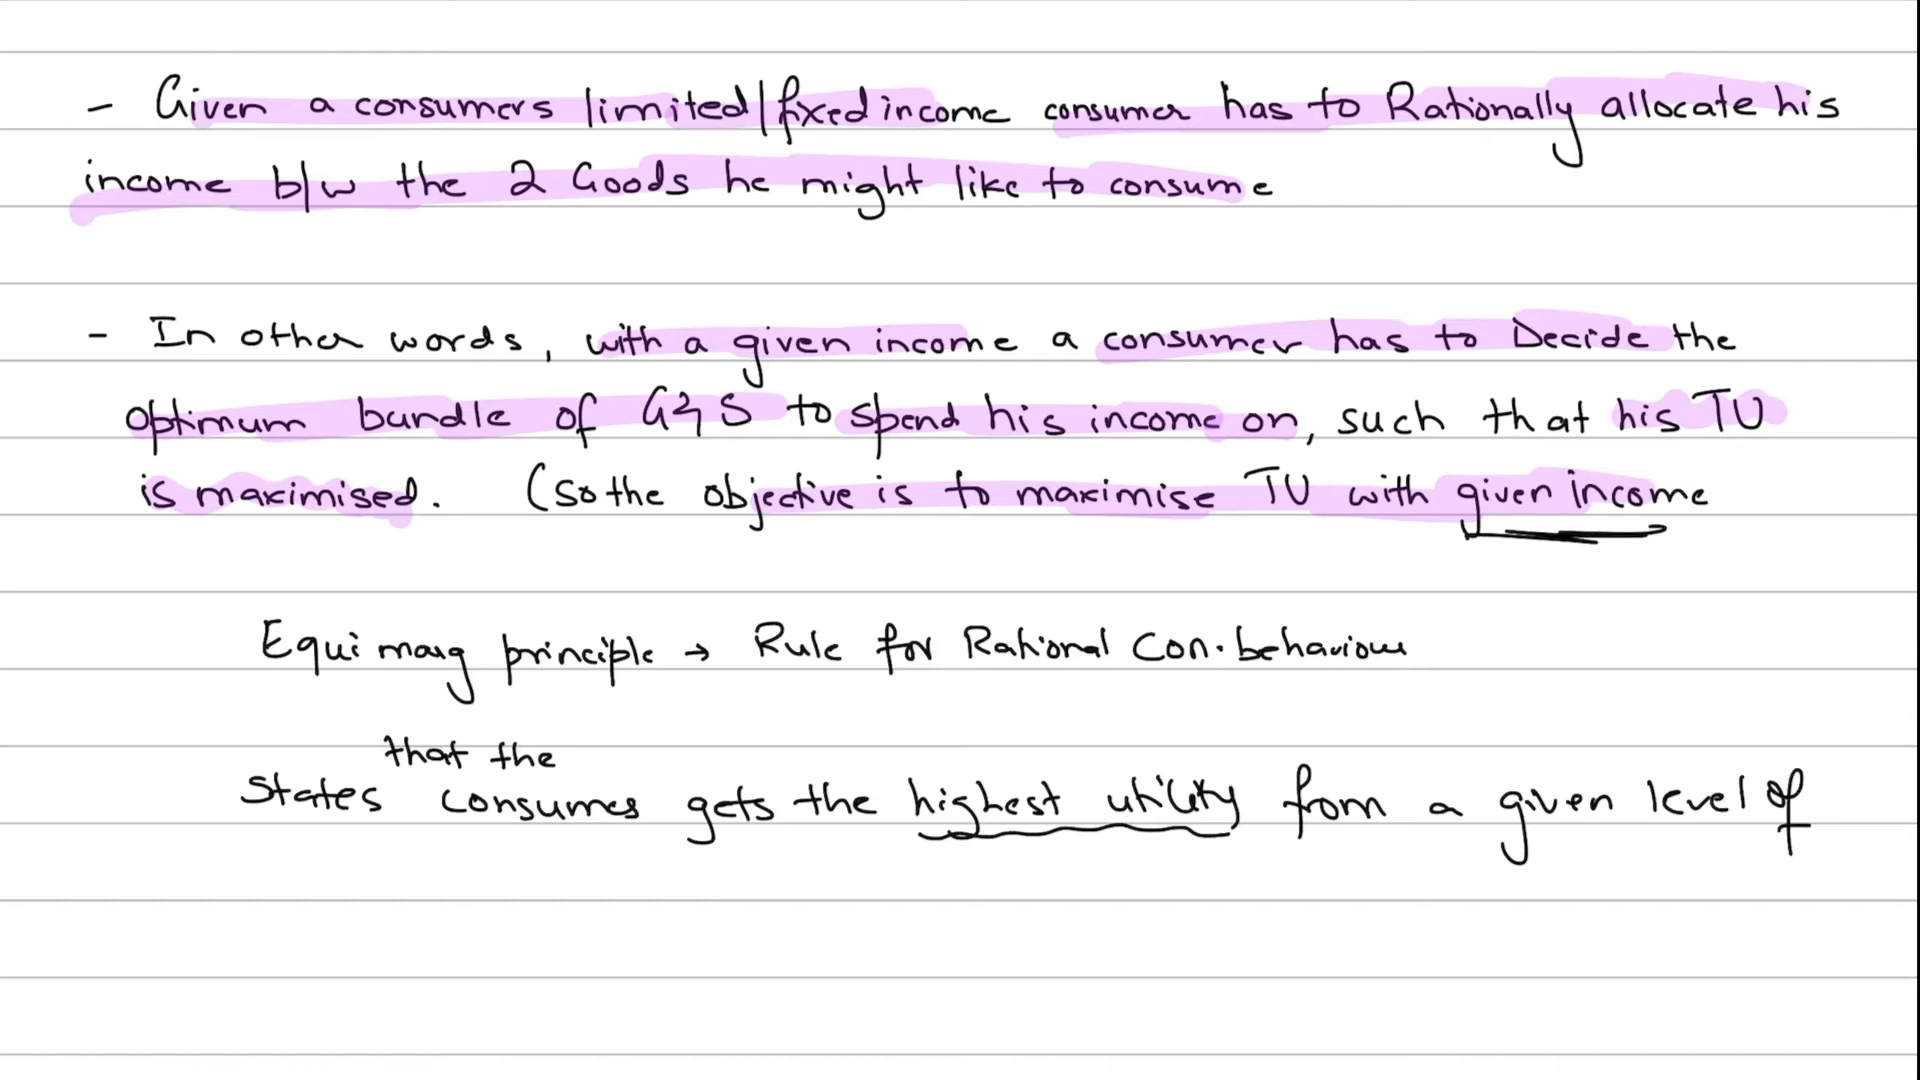 - Given a consumers limited/fixed income consumer has to Rationally allocate his
income b/w the 2 Goods he might like to consume
- In other words, with a given income a consumer has to Decide the
optimum bundle of G & S to spend his income on, such that his TU
is maximised. (So the objective is to maximise TU with given income
Equi marg principle → Rule for Rational Con. behaviour
that the
States consumes gets the highest utility from a given level of